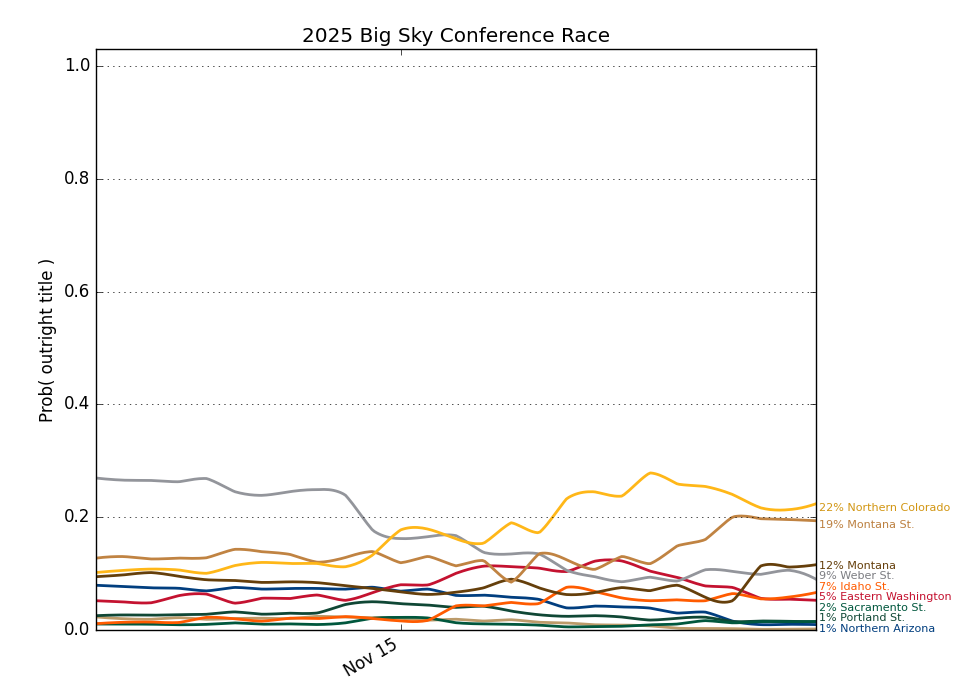 2025 Big Sky Conference Race
Prob( outright title )
1.0
0.8
0.6
0.4
0.2
0.0
Nov 15
22% Northern Colorado
19% Montana St.
12% Montana
9% Weber St.
7% Idaho St.
5% Eastern Washington
2% Sacramento St.
1% Portland St.
1% Northern Arizona